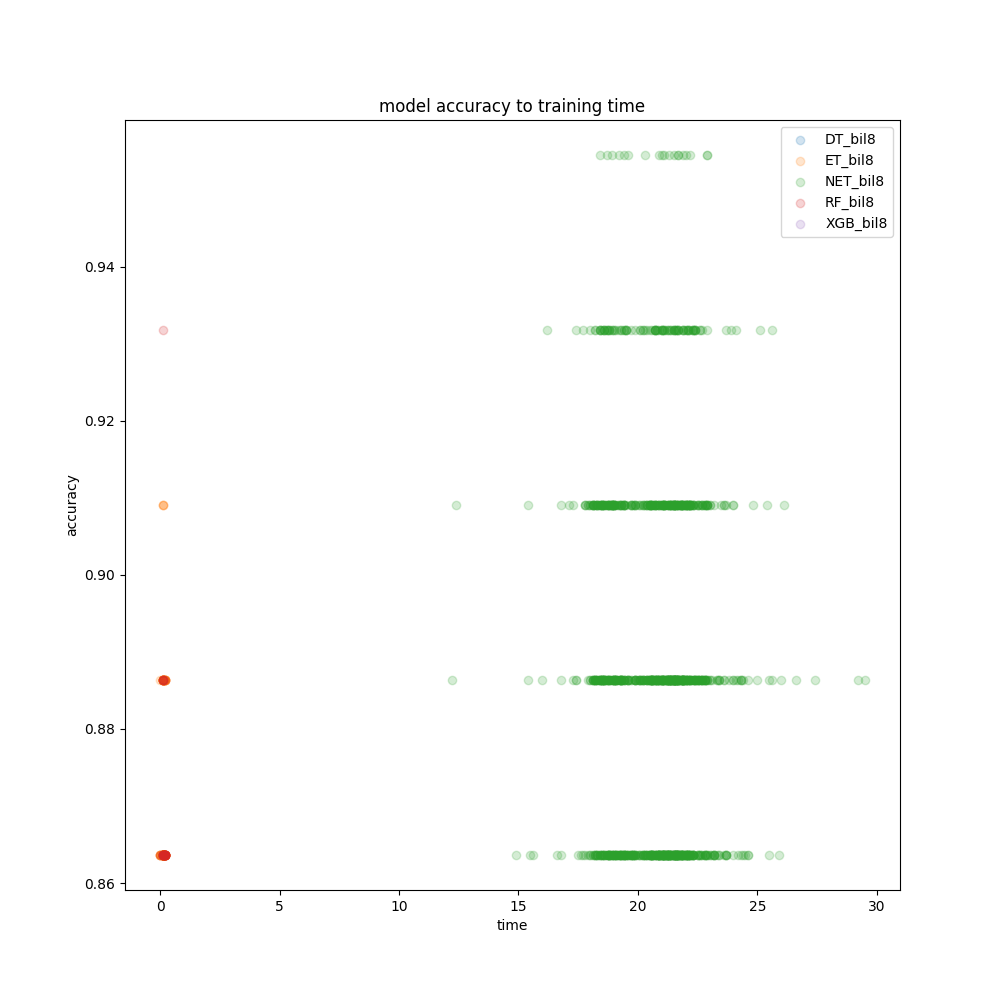 model accuracy to training time
DT_bil8
ET_bil8
NET_bil8
RF_bil8
XGB_bil8
0.94
0.92
0.90
0.88
0.86
accuracy
0 5 10 15 20 25 30
time